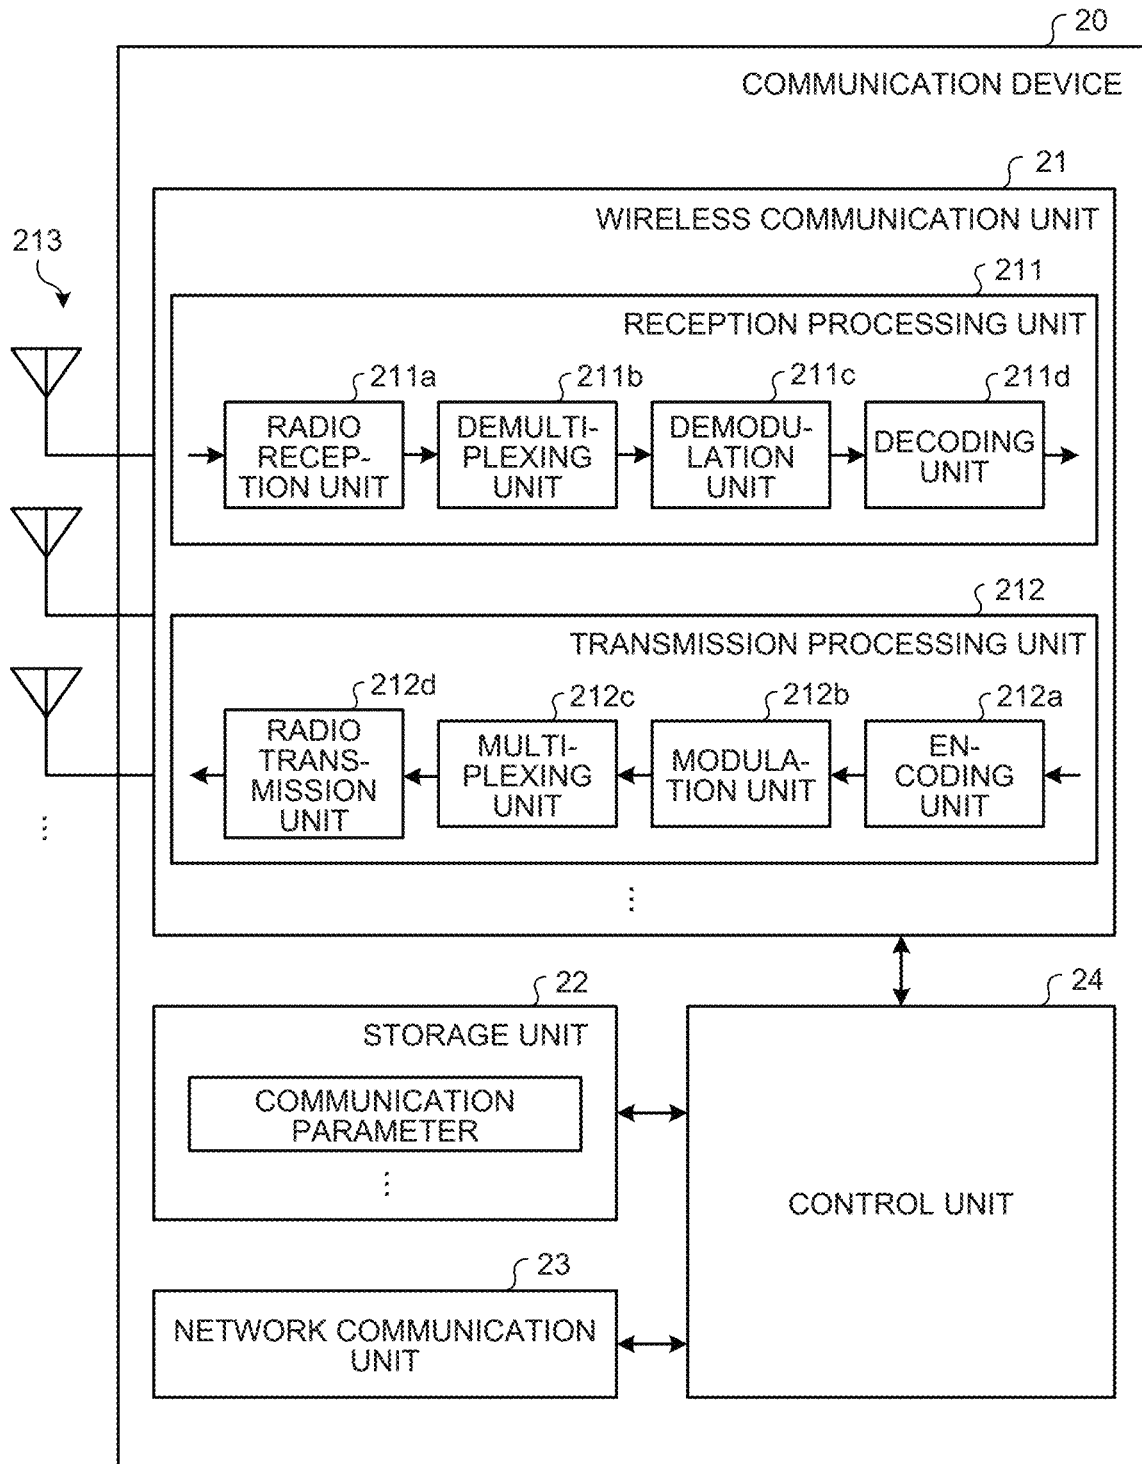 20
COMMUNICATION DEVICE
21
WIRELESS COMMUNICATION UNIT
213
211
RECEPTION PROCESSING UNIT
211a
211b
211c
211d
RADIO
RECEP-
TION UNIT
DEMULTI-
PLEXING
UNIT
DEMODU-
LATION
UNIT
DECODING
UNIT
212
TRANSMISSION PROCESSING UNIT
212d
212c
212b
212a
RADIO
TRANS-
MISSION
UNIT
MULTI-
PLEXING
UNIT
MODULA-
TION UNIT
EN-
CODING
UNIT
...
...
22
STORAGE UNIT
COMMUNICATION
PARAMETER
...
24
CONTROL UNIT
23
NETWORK COMMUNICATION
UNIT